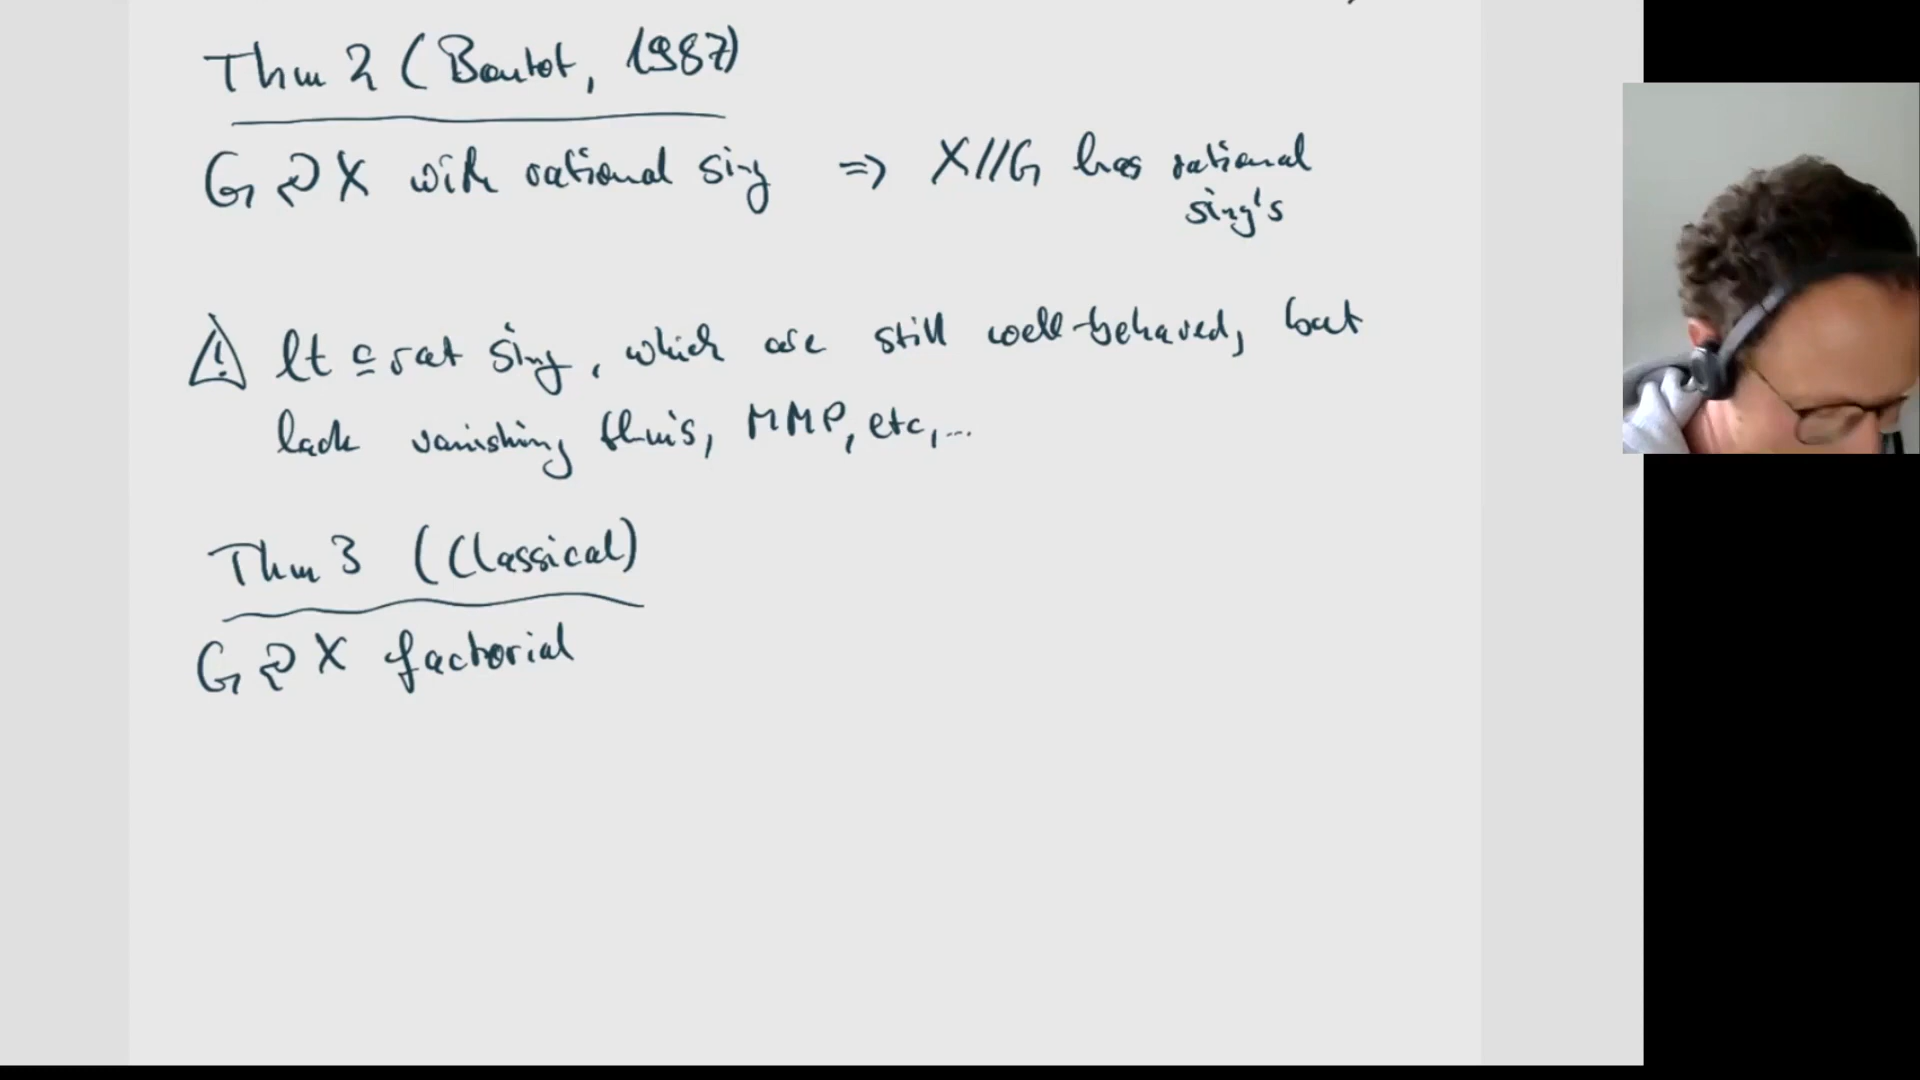 Thm 2 (Boutot, 1987)
G ↻ X with rational sing ⇒ X//G has rational
sing's
⚠ lt ⊆ rat sing, which are still well-behaved, but
lack vanishing thms, MMP, etc,...
Thm 3 (Classical)
G ↻ X factorial